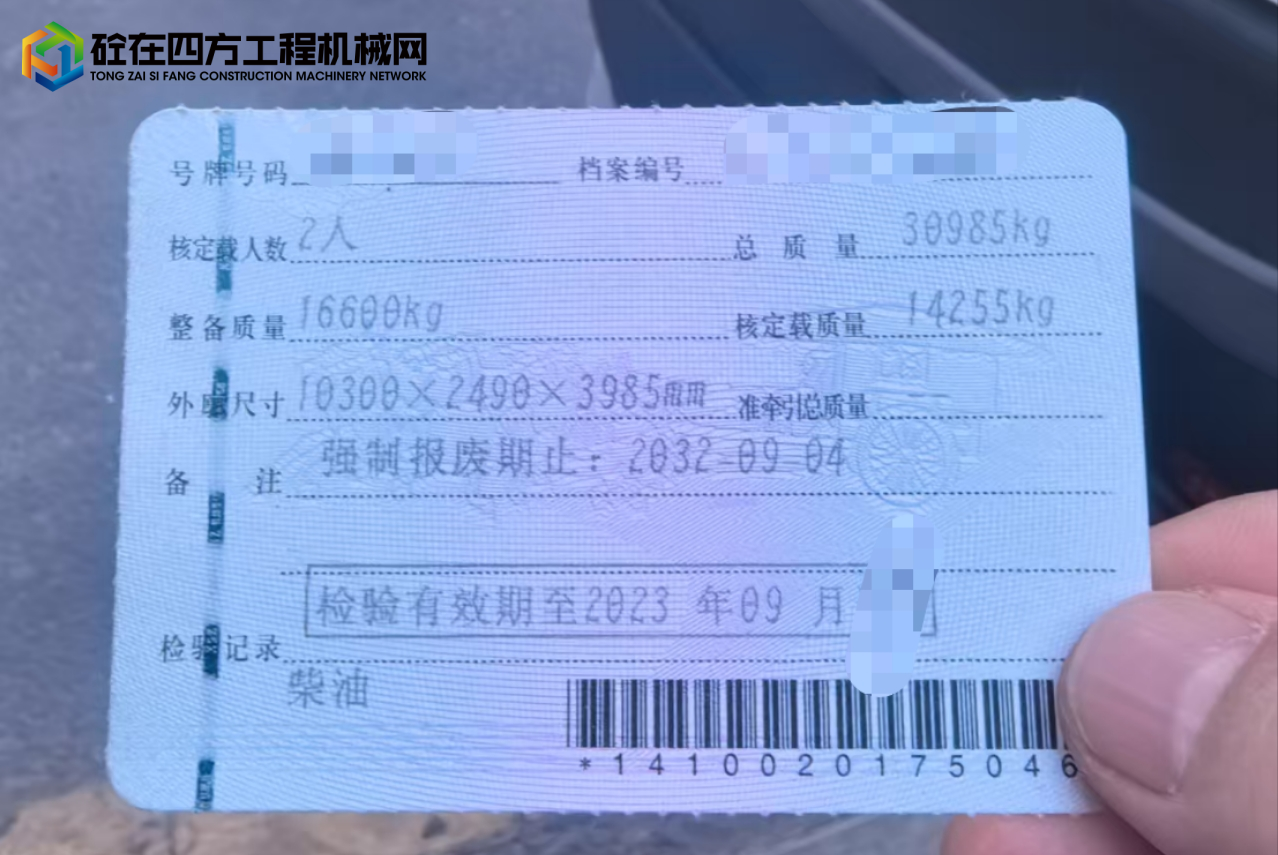 砼在四方工程机械网
TONG ZAI SI FANG CONSTRUCTION MACHINERY NETWORK
号牌号码 档案编号
核定载人数 2人 总质量 30985kg
整备质量 16600kg 核定载质量 14255kg
外廓尺寸 10300×2490×3985mm 准牵引总质量
备注 强制报废期止：2032-09-04
检验有效期至2023 年09 月
检验记录
柴油
*1410020175046